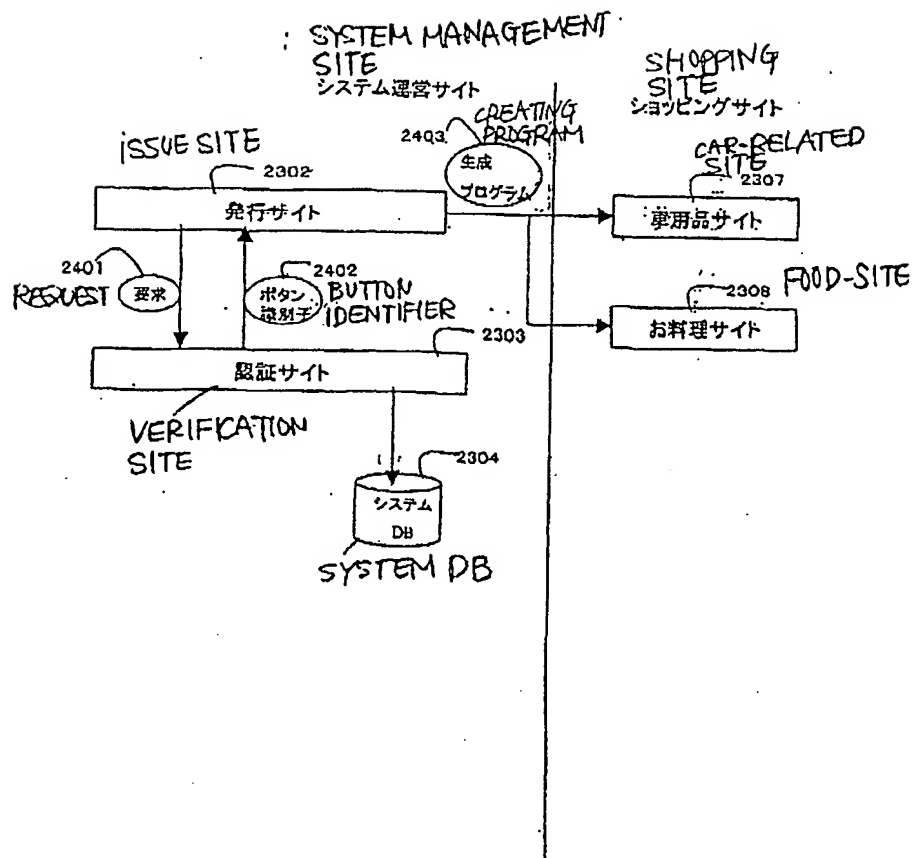 : SYSTEM MANAGEMENT
SITE
システム運営サイト
SHOPPING
SITE
ショッピングサイト
CREATING
PROGRAM
2403
生成
プログラム
ISSUE SITE
2302
発行サイト
CAR-RELATED
SITE
2307
車用品サイト
2401
REQUEST
要求
2402
ボタン
識別子
BUTTON
IDENTIFIER
2308
FOOD-SITE
お料理サイト
2303
認証サイト
VERIFICATION
SITE
2304
システム
DB
SYSTEM DB